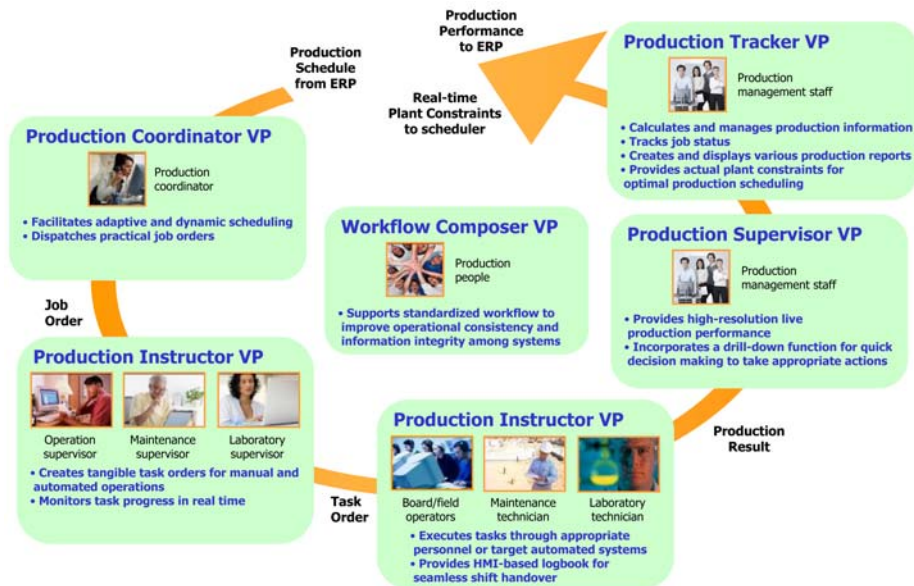 Production
Schedule
from ERP
Production
Performance
to ERP
Real-time
Plant Constraints
to scheduler
Production Tracker VP
Production
management staff
• Calculates and manages production information
• Tracks job status
• Creates and displays various production reports
• Provides actual plant constraints for
optimal production scheduling
Production Coordinator VP
Production
coordinator
• Facilitates adaptive and dynamic scheduling
• Dispatches practical job orders
Workflow Composer VP
Production
people
• Supports standardized workflow to
improve operational consistency and
information integrity among systems
Production Supervisor VP
Production
management staff
• Provides high-resolution live
production performance
• Incorporates a drill-down function for quick
decision making to take appropriate actions
Job
Order
Production Instructor VP
Operation
supervisor
Maintenance
supervisor
Laboratory
supervisor
• Creates tangible task orders for manual and
automated operations
• Monitors task progress in real time
Task
Order
Production Instructor VP
Board/field
operators
Maintenance
technician
Laboratory
technician
• Executes tasks through appropriate
personnel or target automated systems
• Provides HMI-based logbook for
seamless shift handover
Production
Result